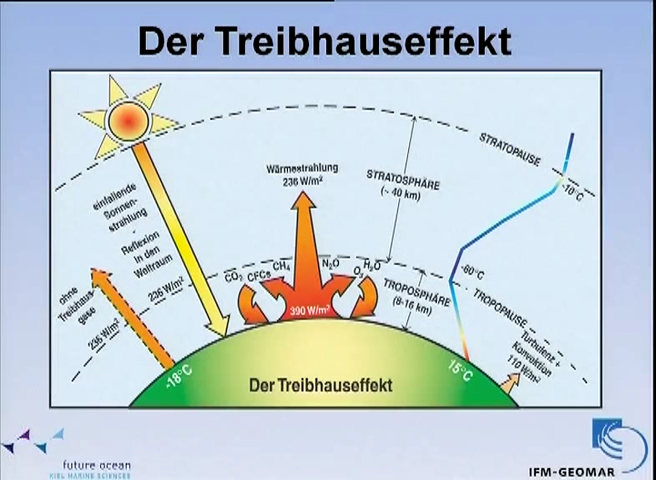 Der Treibhauseffekt
STRATOPAUSE
-10°C
Wärmestrahlung
236 W/m²
STRATOSPHÄRE
(~ 40 km)
einfallende
Sonnen-
strahlung
-
Reflexion
in den
Weltraum
236 W/m²
ohne
Treibhaus-
gase
236 W/m²
CO₂ CFCs CH₄ N₂O O₃ H₂O
-60°C
TROPOSPHÄRE
(8-16 km)
TROPOPAUSE
390 W/m²
Turbulenz +
Konvektion
110 W/m²
-18°C
15°C
Der Treibhauseffekt
future ocean
KIEL MARINE SCIENCES
IFM-GEOMAR